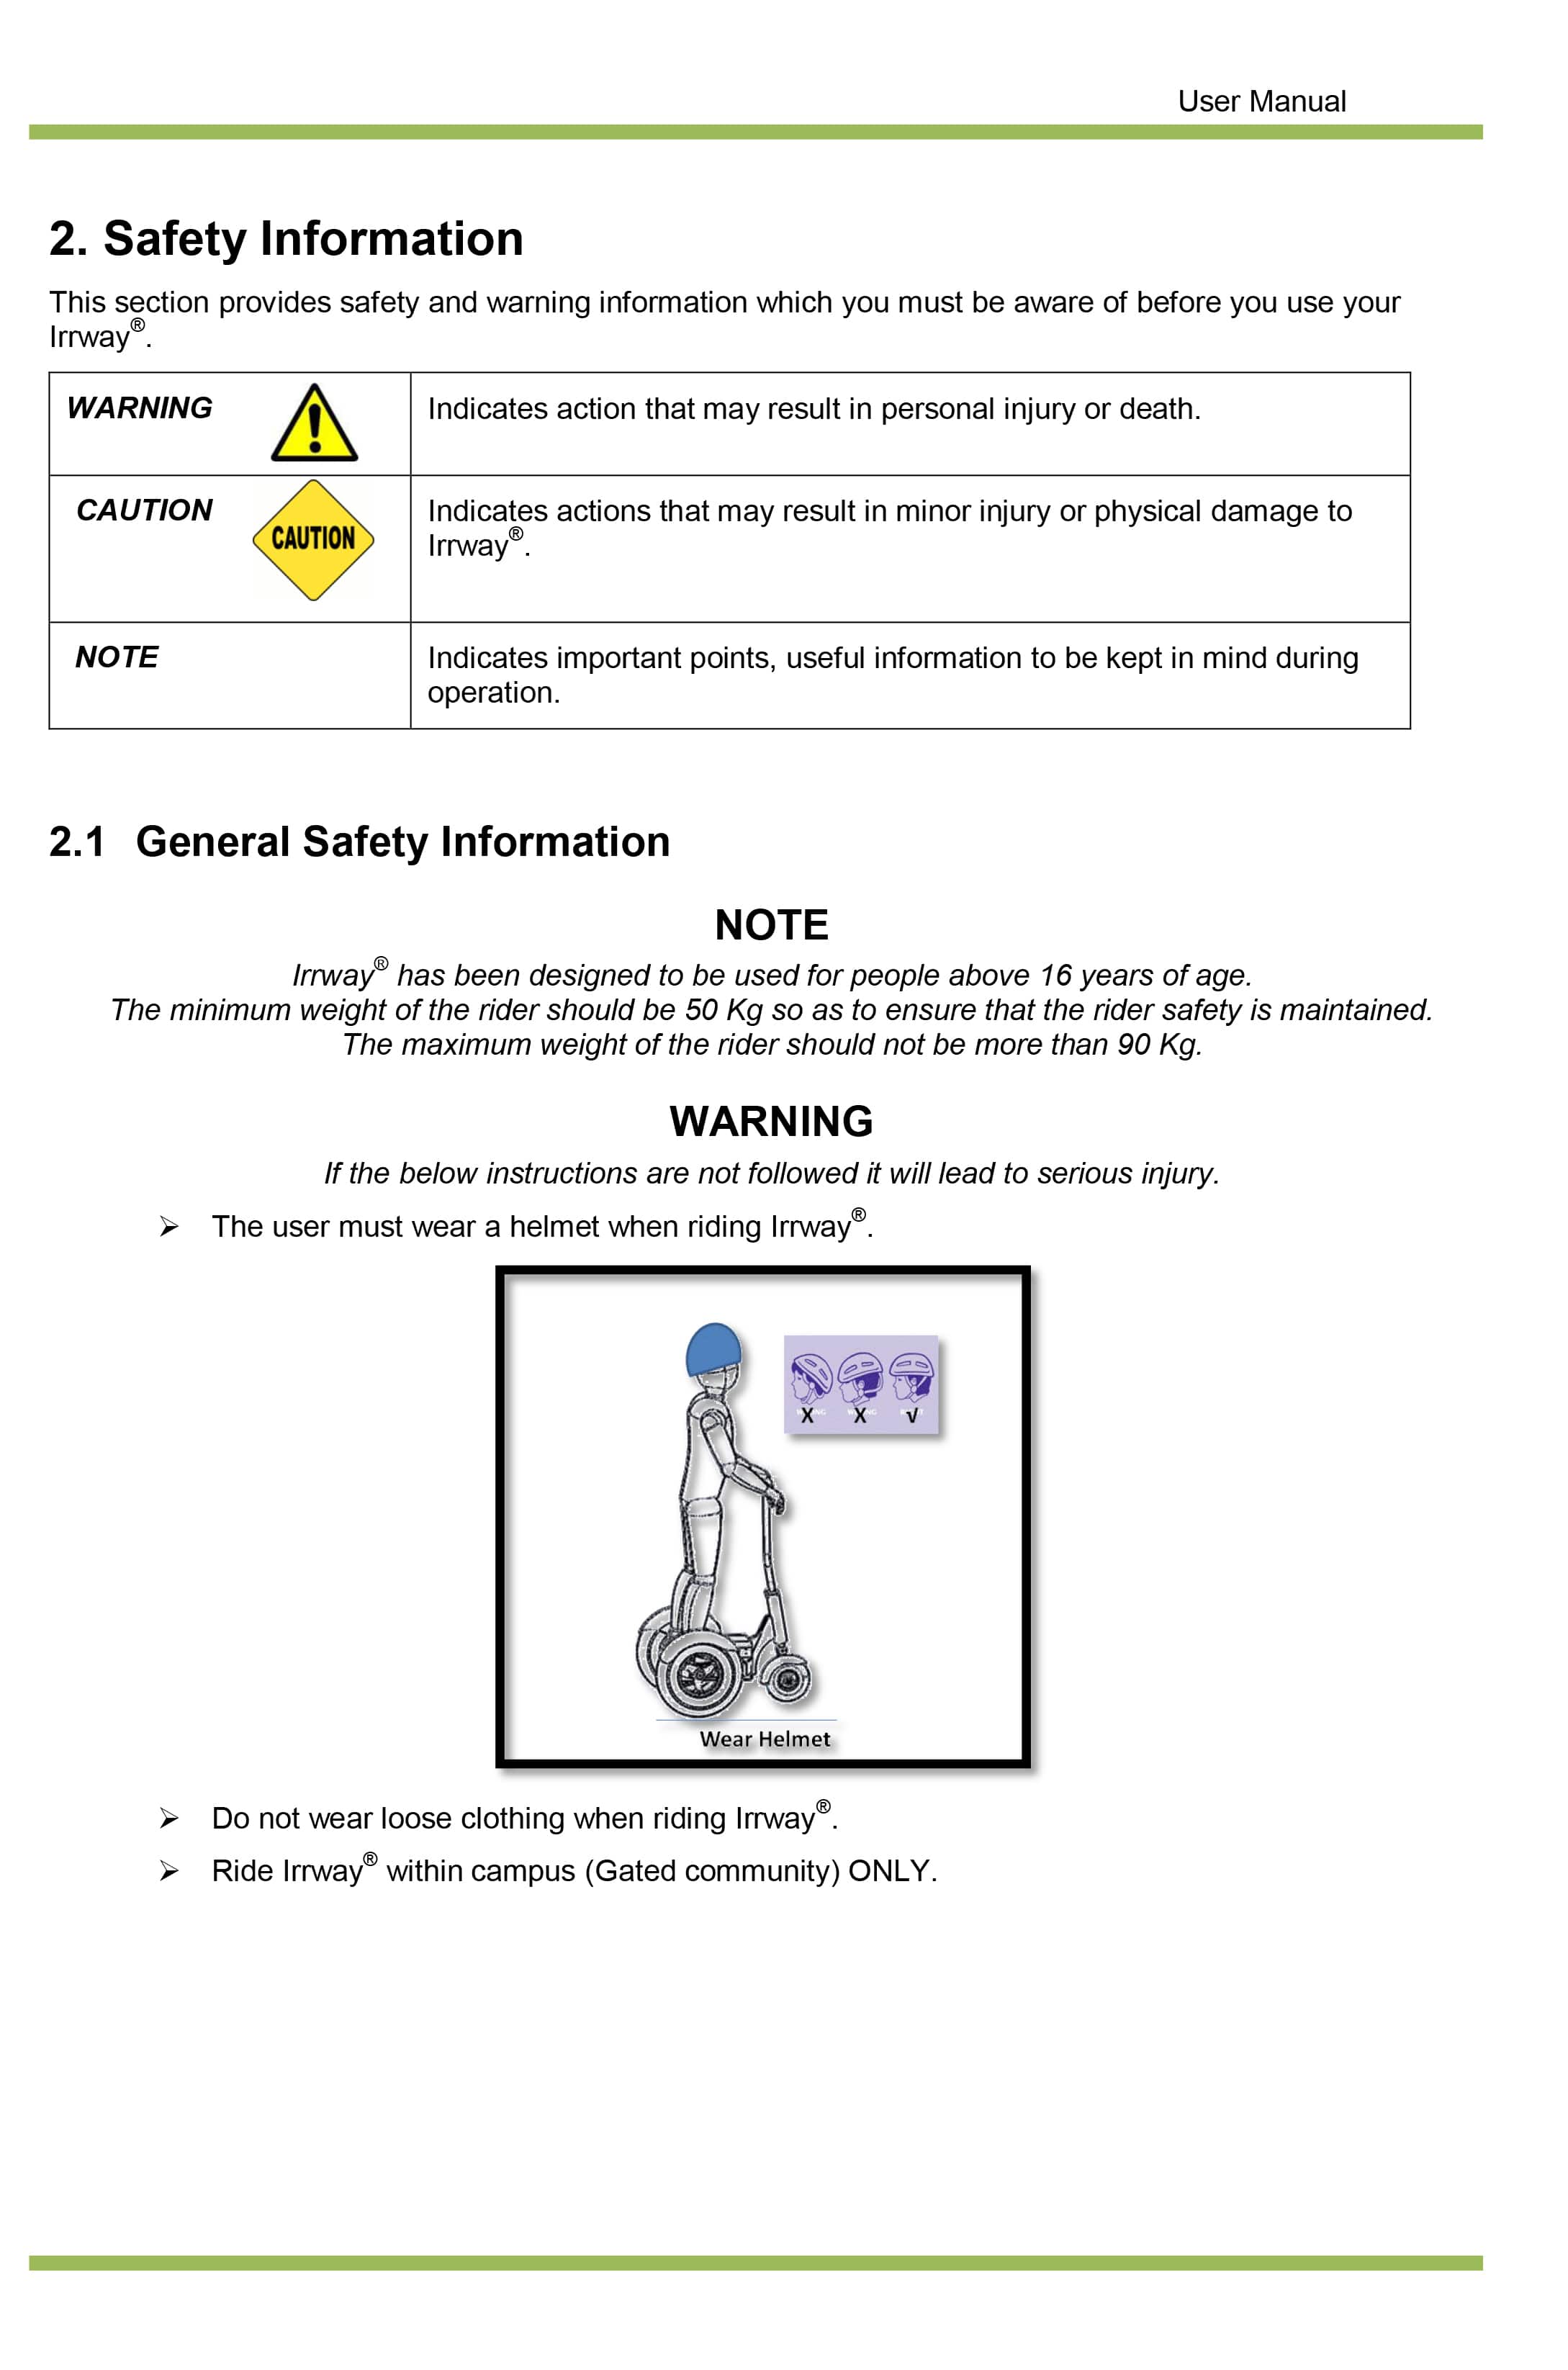 User Manual
2. Safety Information
This section provides safety and warning information which you must be aware of before you use your
Irrway®.
WARNING
Indicates action that may result in personal injury or death.
CAUTION
CAUTION
Indicates actions that may result in minor injury or physical damage to
Irrway®.
NOTE
Indicates important points, useful information to be kept in mind during
operation.
2.1 General Safety Information
NOTE
Irrway® has been designed to be used for people above 16 years of age.
The minimum weight of the rider should be 50 Kg so as to ensure that the rider safety is maintained.
The maximum weight of the rider should not be more than 90 Kg.
WARNING
If the below instructions are not followed it will lead to serious injury.
➢ The user must wear a helmet when riding Irrway®.
X X √
Wear Helmet
➢ Do not wear loose clothing when riding Irrway®.
➢ Ride Irrway® within campus (Gated community) ONLY.